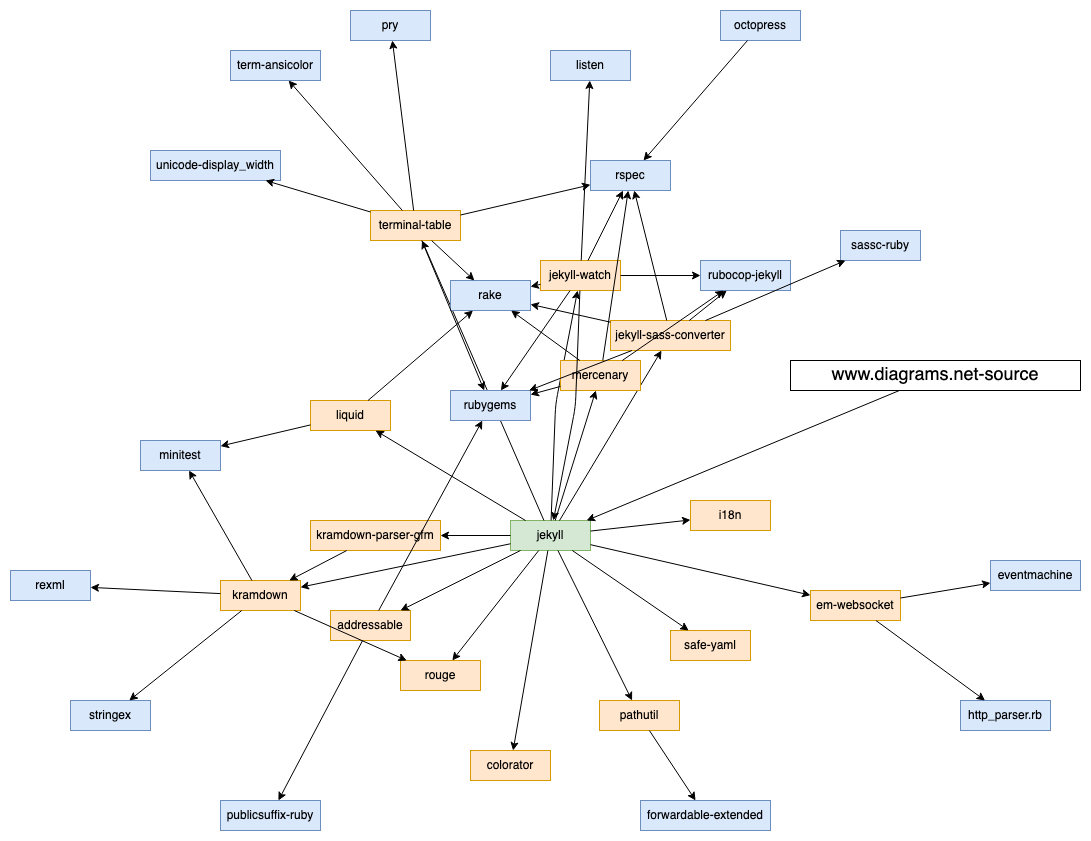 pry
octopress
term-ansicolor
listen
unicode-display_width
rspec
terminal-table
sassc-ruby
jekyll-watch
rubocop-jekyll
rake
jekyll-sass-converter
mercenary
www.diagrams.net-source
rubygems
liquid
minitest
i18n
kramdown-parser-gfm
jekyll
eventmachine
rexml
kramdown
em-websocket
addressable
safe-yaml
rouge
stringex
pathutil
http_parser.rb
colorator
publicsuffix-ruby
forwardable-extended